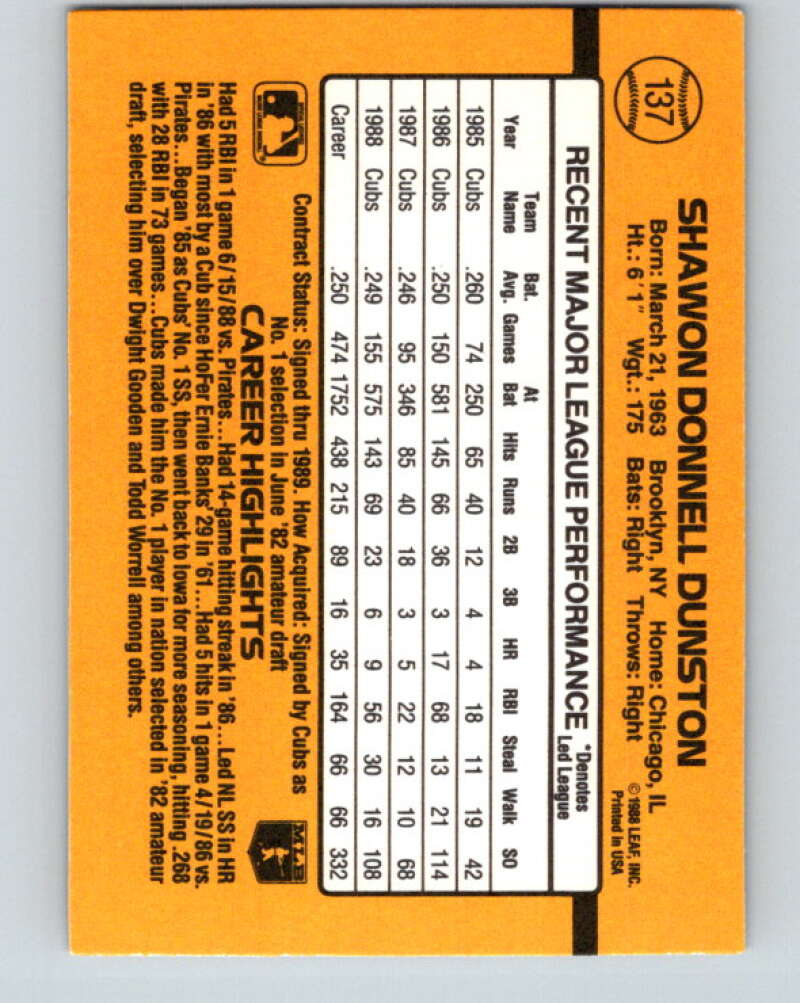 137
SHAWON DONNELL DUNSTON
Born: March 21, 1963 Brooklyn, NY Home: Chicago, IL
Ht.: 6'1" Wgt.: 175 Bats: Right Throws: Right
© 1988 LEAF, INC.
Printed in USA
RECENT MAJOR LEAGUE PERFORMANCE *Denotes Led League
Year Team Name Bat. Avg. Games At Bat Hits Runs 2B 3B HR RBI Steal Walk SO
1985 Cubs .260 74 250 65 40 12 4 4 18 11 19 42
1986 Cubs .250 150 581 145 66 36 3 17 68 13 21 114
1987 Cubs .246 95 346 85 40 18 3 5 22 12 10 68
1988 Cubs .249 155 575 143 69 23 6 9 56 30 16 108
Career .250 474 1752 438 215 89 16 35 164 66 66 332
Contract Status: Signed thru 1989. How Acquired: Signed by Cubs as
No. 1 selection in June '82 amateur draft
MLB
CAREER HIGHLIGHTS
Had 5 RBI in 1 game 6/15/88 vs. Pirates...Had 14-game hitting streak in '86...Led NL SS in HR
in '86 with most by a Cub since HoFer Ernie Banks' 29 in '61...Had 5 hits in 1 game 4/19/86 vs.
Pirates...Began '85 as Cubs' No. 1 SS, then went back to Iowa for more seasoning, hitting .268
with 28 RBI in 73 games...Cubs made him the No. 1 player in nation selected in '82 amateur
draft, selecting him over Dwight Gooden and Todd Worrell among others.